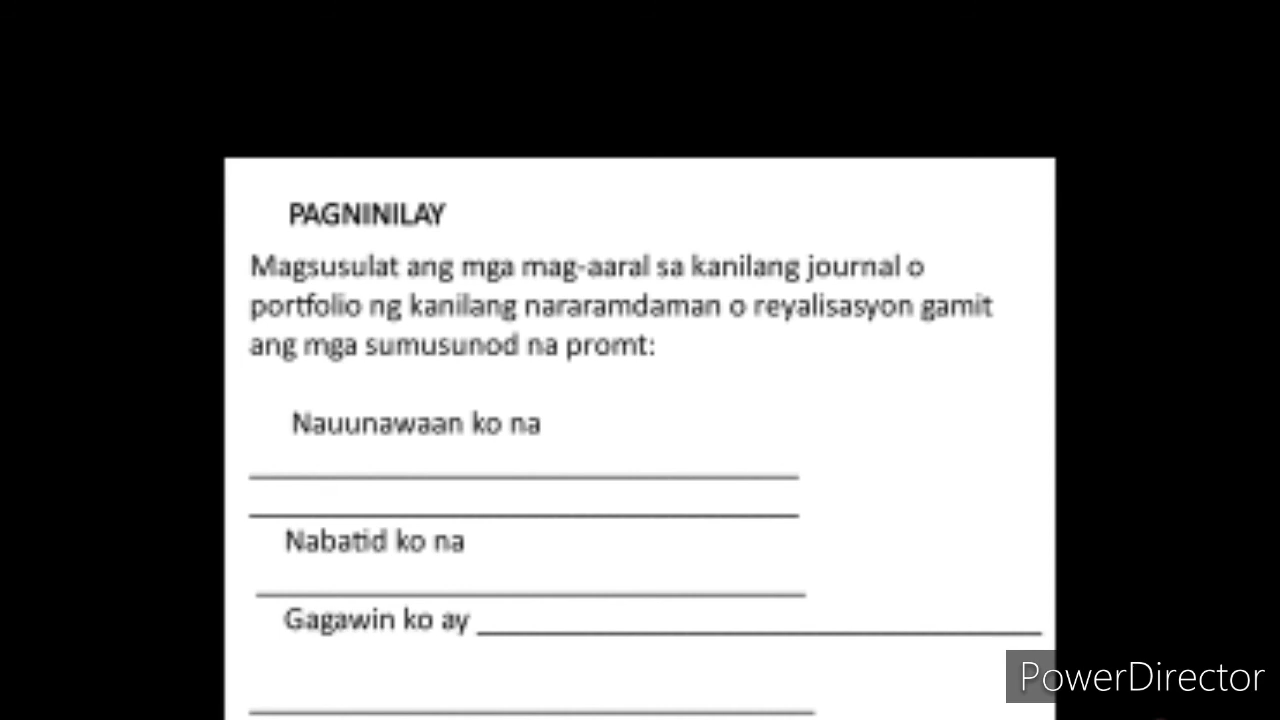 PAGNINILAY
Magsusulat ang mga mag-aaral sa kanilang journal o
portfolio ng kanilang nararamdaman o reyalisasyon gamit
ang mga sumusunod na promt:
Nauunawaan ko na
Nabatid ko na
Gagawin ko ay
PowerDirector